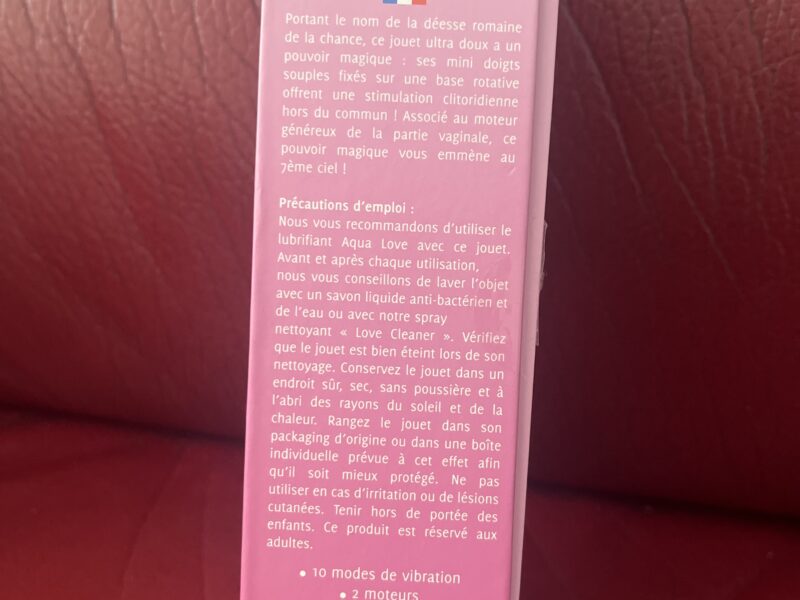 Portant le nom de la déesse romaine
de la chance, ce jouet ultra doux a un
pouvoir magique : ses mini doigts
souples fixés sur une base rotative
offrent une stimulation clitoridienne
hors du commun ! Associé au moteur
généreux de la partie vaginale, ce
pouvoir magique vous emmène au
7ème ciel !
Précautions d'emploi :
Nous vous recommandons d'utiliser le
lubrifiant Aqua Love avec ce jouet.
Avant et après chaque utilisation,
nous vous conseillons de laver l'objet
avec un savon liquide anti-bactérien et
de l'eau ou avec notre spray
nettoyant « Love Cleaner ». Vérifiez
que le jouet est bien éteint lors de son
nettoyage. Conservez le jouet dans un
endroit sûr, sec, sans poussière et à
l'abri des rayons du soleil et de la
chaleur. Rangez le jouet dans son
packaging d'origine ou dans une boîte
individuelle prévue à cet effet afin
qu'il soit mieux protégé. Ne pas
utiliser en cas d'irritation ou de lésions
cutanées. Tenir hors de portée des
enfants. Ce produit est réservé aux
adultes.
• 10 modes de vibration
• 2 moteurs